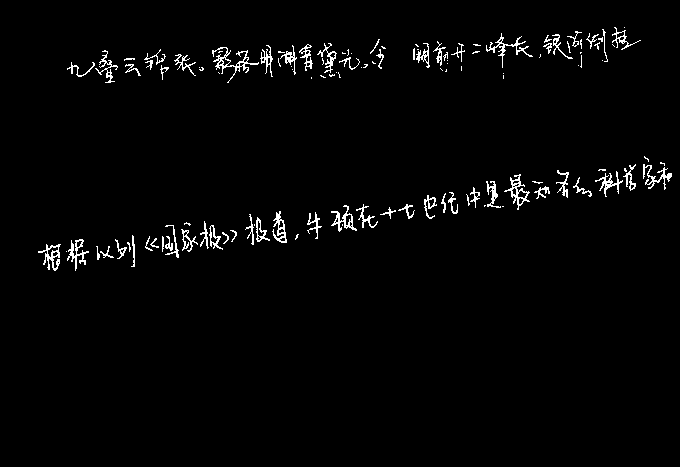 九叠云锦张。影落明湖青黛光,金 阙前开二峰长,银河倒挂
根据以列《国家报》报道,牛顿在十七世纪中是最知名的科学家和